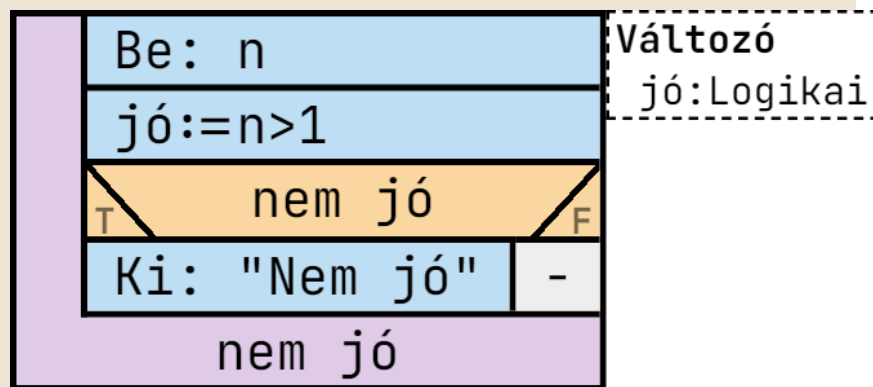 Be: n
Változó
jó:Logikai
jó:=n>1
nem jó
T
F
Ki: "Nem jó"
-
nem jó